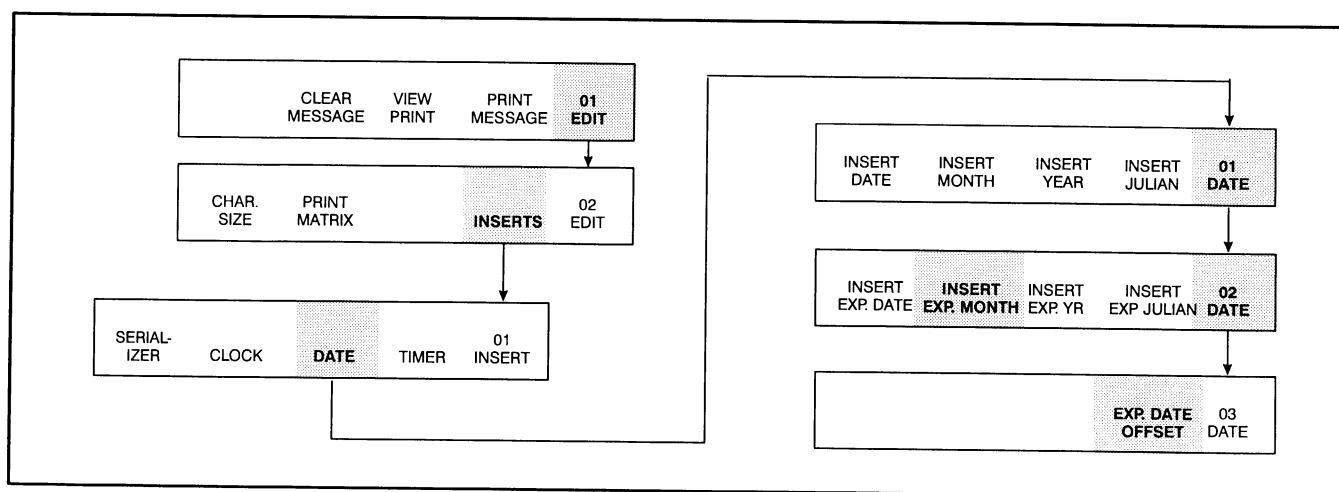 CLEAR VIEW PRINT 01
MESSAGE PRINT MESSAGE EDIT
CHAR. PRINT 02
SIZE MATRIX INSERTS EDIT
SERIAL- 01
IZER CLOCK DATE TIMER INSERT
INSERT INSERT INSERT INSERT 01
DATE MONTH YEAR JULIAN DATE
INSERT INSERT INSERT INSERT 02
EXP. DATE EXP. MONTH EXP. YR EXP JULIAN DATE
EXP. DATE 03
OFFSET DATE